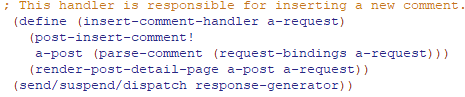 ; This handler is responsible for inserting a new comment.
(define (insert-comment-handler a-request)
(post-insert-comment!
a-post (parse-comment (request-bindings a-request)))
(render-post-detail-page a-post a-request))
(send/suspend/dispatch response-generator))